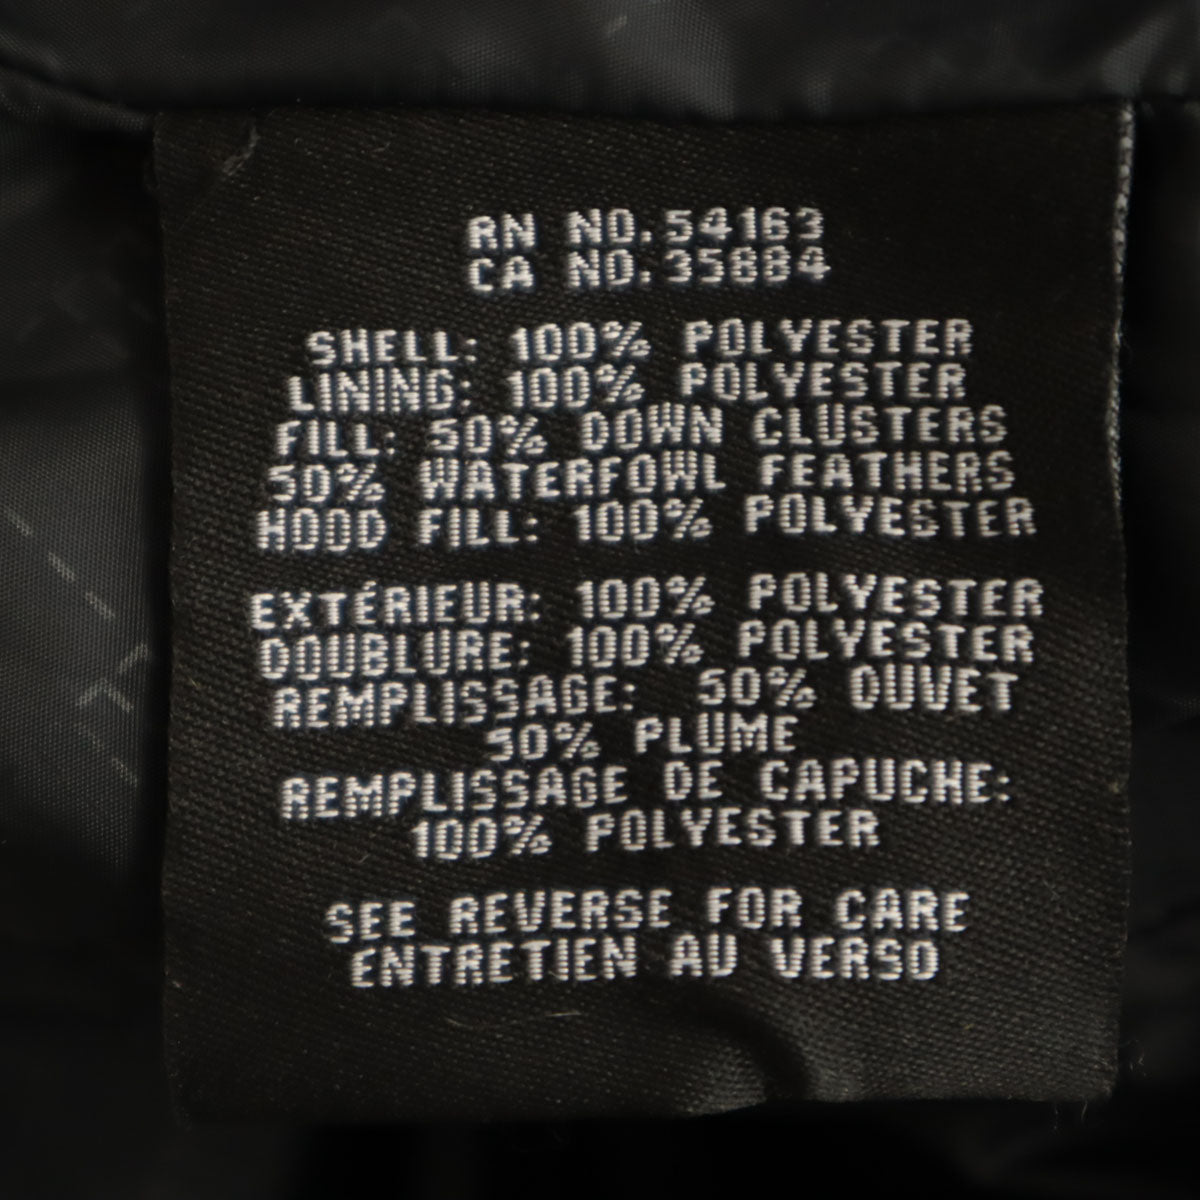 RN NO.54163
CA NO.35884
SHELL: 100% POLYESTER
LINING: 100% POLYESTER
FILL: 50% DOWN CLUSTERS
50% WATERFOWL FEATHERS
HOOD FILL: 100% POLYESTER
EXTÉRIEUR: 100% POLYESTER
DOUBLURE: 100% POLYESTER
REMPLISSAGE: 50% DUVET
50% PLUME
REMPLISSAGE DE CAPUCHE:
100% POLYESTER
SEE REVERSE FOR CARE
ENTRETIEN AU VERSO